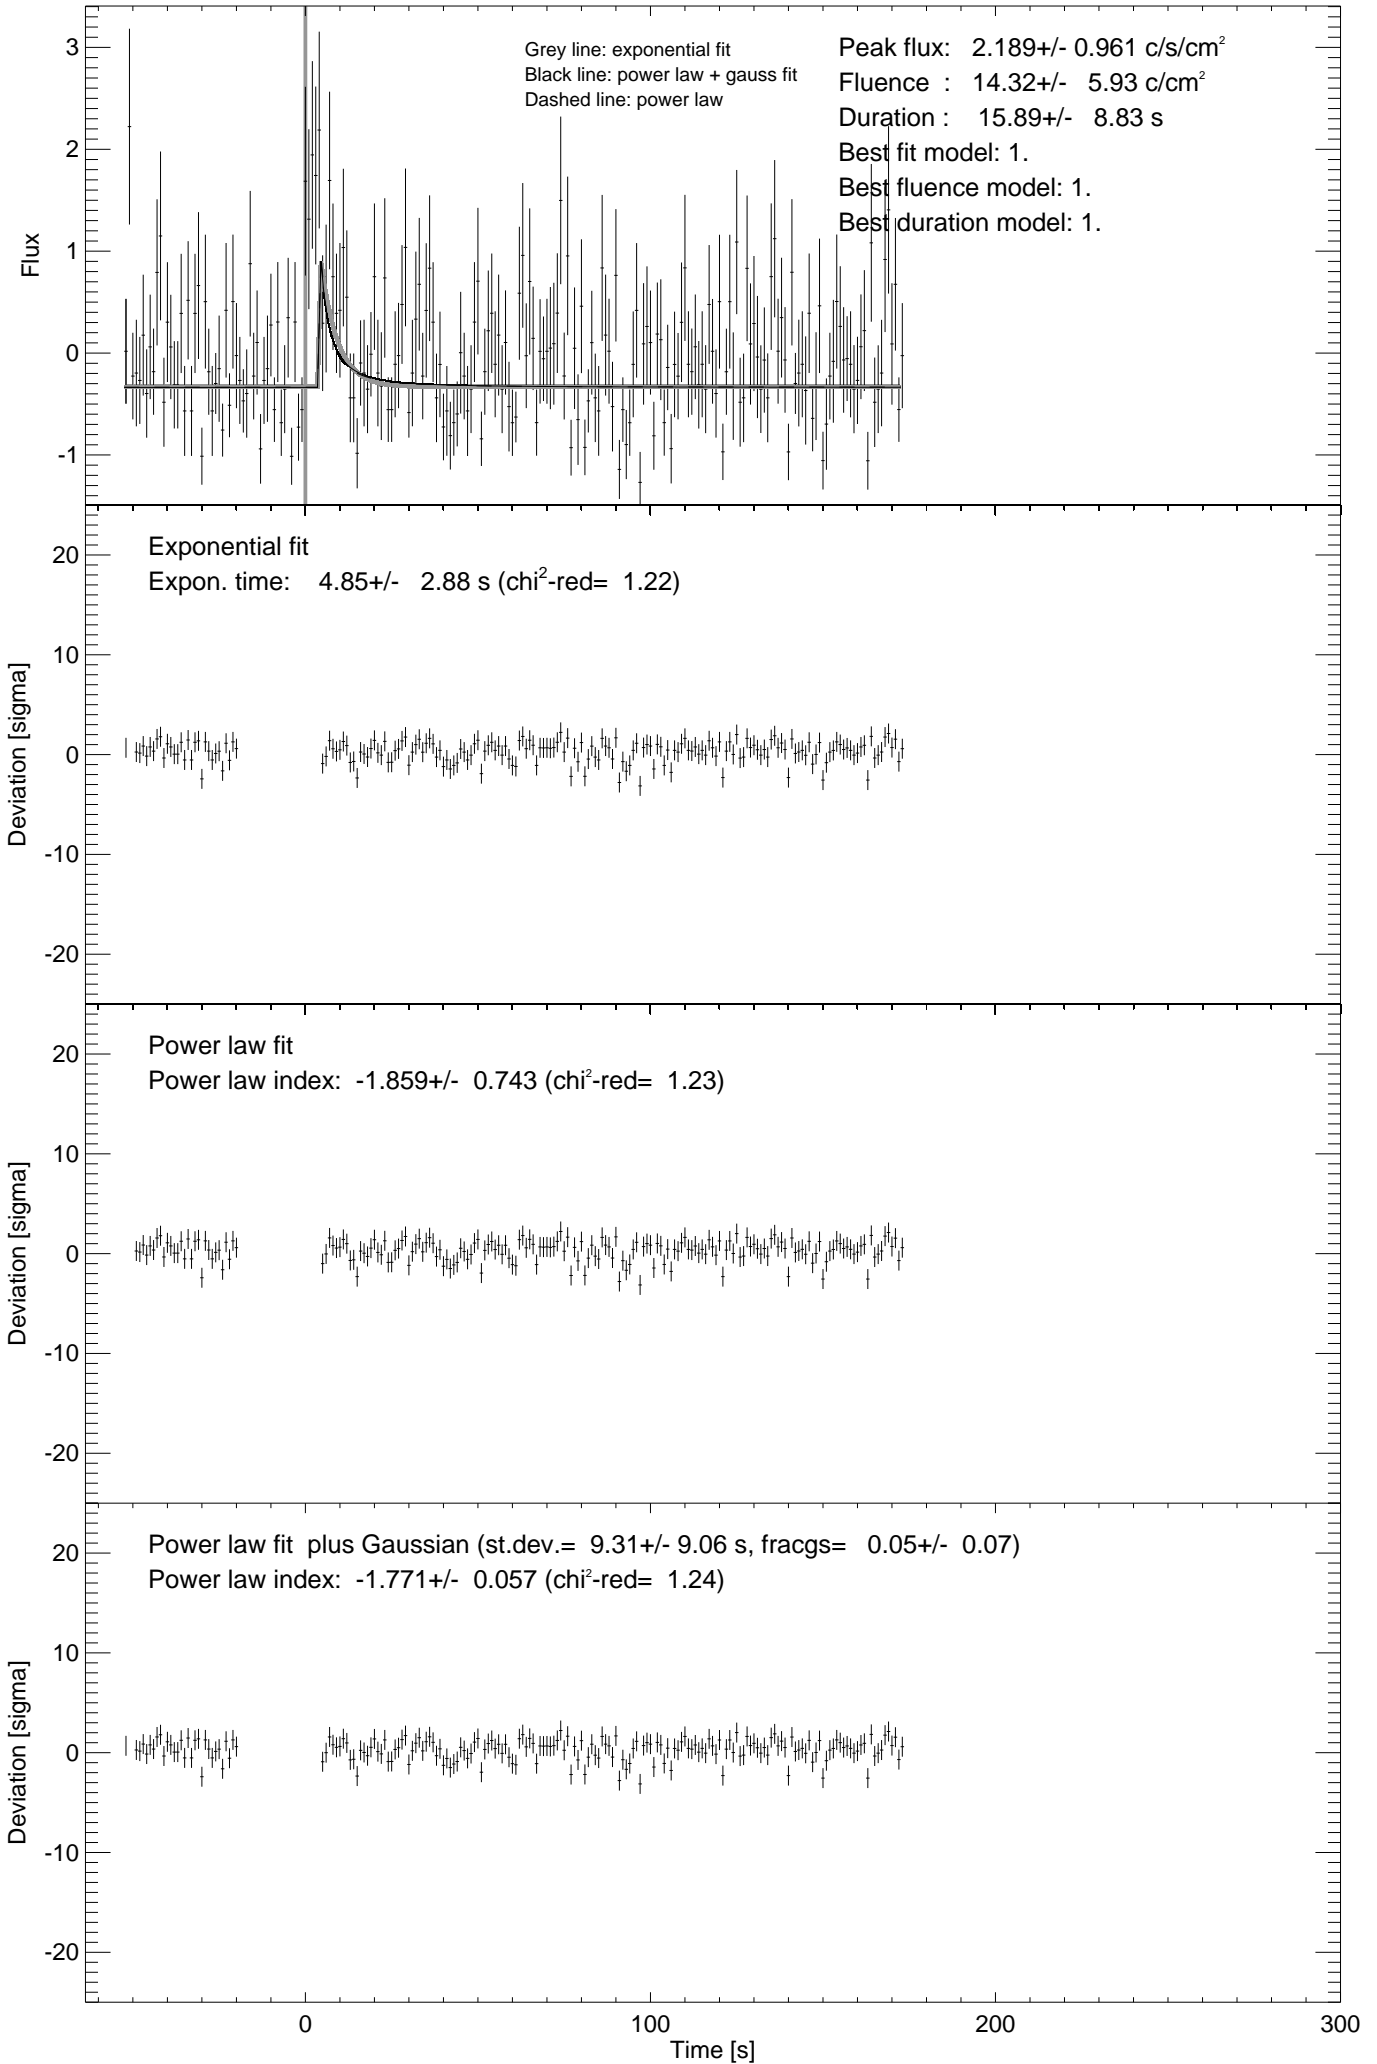 Grey line: exponential fit
Black line: power law + gauss fit
Dashed line: power law
Peak flux: 2.189+/- 0.961 c/s/cm²
Fluence : 14.32+/- 5.93 c/cm²
Duration : 15.89+/- 8.83 s
Best fit model: 1.
Best fluence model: 1.
Best duration model: 1.
3
2
1
0
-1
Flux
Exponential fit
Expon. time: 4.85+/- 2.88 s (chi²-red= 1.22)
20
10
0
-10
-20
Deviation [sigma]
Power law fit
Power law index: -1.859+/- 0.743 (chi²-red= 1.23)
20
10
0
-10
-20
Deviation [sigma]
Power law fit plus Gaussian (st.dev.= 9.31+/- 9.06 s, fracgs= 0.05+/- 0.07)
Power law index: -1.771+/- 0.057 (chi²-red= 1.24)
20
10
0
-10
-20
Deviation [sigma]
0 100 200 300
Time [s]